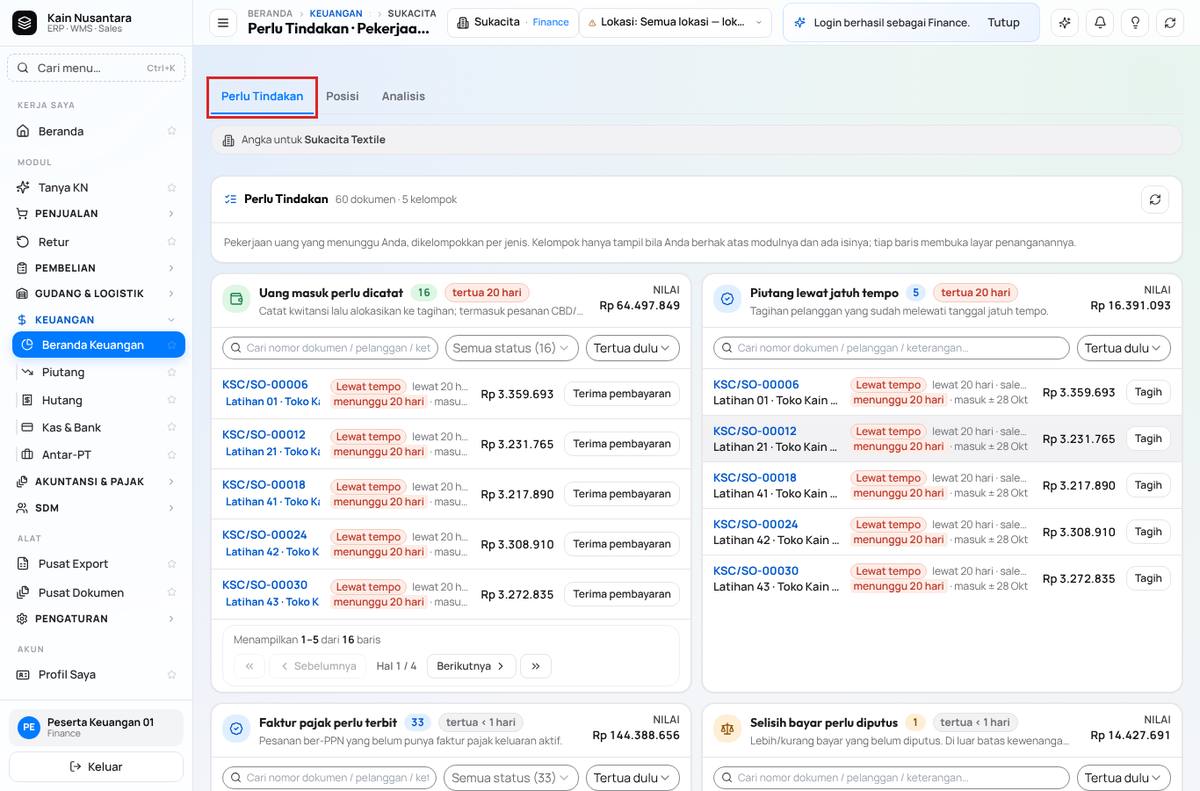 Kain Nusantara
ERP · WMS · Sales
Cari menu... Ctrl+K
KERJA SAYA
Beranda
MODUL
Tanya KN
PENJUALAN
Retur
PEMBELIAN
GUDANG & LOGISTIK
KEUANGAN
Beranda Keuangan
Piutang
Hutang
Kas & Bank
Antar-PT
AKUNTANSI & PAJAK
SDM
ALAT
Pusat Export
Pusat Dokumen
PENGATURAN
AKUN
Profil Saya
PE Peserta Keuangan 01
Finance
Keluar
BERANDA > KEUANGAN > SUKACITA
Perlu Tindakan · Pekerjaa...
Sukacita · Finance
Lokasi: Semua lokasi — lok...
Login berhasil sebagai Finance. Tutup
Perlu Tindakan Posisi Analisis
Angka untuk Sukacita Textile
Perlu Tindakan 60 dokumen · 5 kelompok
Pekerjaan uang yang menunggu Anda, dikelompokkan per jenis. Kelompok hanya tampil bila Anda berhak atas modulnya dan ada isinya; tiap baris membuka layar penanganannya.
Uang masuk perlu dicatat 16 tertua 20 hari NILAI
Catat kwitansi lalu alokasikan ke tagihan; termasuk pesanan CBD/... Rp 64.497.849
Cari nomor dokumen / pelanggan / ket Semua status (16) Tertua dulu
KSC/SO-00006 Lewat tempo lewat 20 h... Rp 3.359.693 Terima pembayaran
Latihan 01 · Toko Ka menunggu 20 hari · masu...
KSC/SO-00012 Lewat tempo lewat 20 h... Rp 3.231.765 Terima pembayaran
Latihan 21 · Toko Ka menunggu 20 hari · masu...
KSC/SO-00018 Lewat tempo lewat 20 h... Rp 3.217.890 Terima pembayaran
Latihan 41 · Toko Ka menunggu 20 hari · masu...
KSC/SO-00024 Lewat tempo lewat 20 h... Rp 3.308.910 Terima pembayaran
Latihan 42 · Toko K menunggu 20 hari · masu...
KSC/SO-00030 Lewat tempo lewat 20 h... Rp 3.272.835 Terima pembayaran
Latihan 43 · Toko K menunggu 20 hari · masu...
Menampilkan 1–5 dari 16 baris
« ‹ Sebelumnya Hal 1 / 4 Berikutnya › »
Piutang lewat jatuh tempo 5 tertua 20 hari NILAI
Tagihan pelanggan yang sudah melewati tanggal jatuh tempo. Rp 16.391.093
Cari nomor dokumen / pelanggan / keterangan... Tertua dulu
KSC/SO-00006 Lewat tempo lewat 20 hari · sale... Rp 3.359.693 Tagih
Latihan 01 · Toko Kain ... menunggu 20 hari · masuk ± 28 Okt
KSC/SO-00012 Lewat tempo lewat 20 hari · sale... Rp 3.231.765 Tagih
Latihan 21 · Toko Kain ... menunggu 20 hari · masuk ± 28 Okt
KSC/SO-00018 Lewat tempo lewat 20 hari · sale... Rp 3.217.890 Tagih
Latihan 41 · Toko Kain ... menunggu 20 hari · masuk ± 28 Okt
KSC/SO-00024 Lewat tempo lewat 20 hari · sale... Rp 3.308.910 Tagih
Latihan 42 · Toko Kain ... menunggu 20 hari · masuk ± 28 Okt
KSC/SO-00030 Lewat tempo lewat 20 hari · sale... Rp 3.272.835 Tagih
Latihan 43 · Toko Kain ... menunggu 20 hari · masuk ± 28 Okt
Faktur pajak perlu terbit 33 tertua < 1 hari NILAI
Pesanan ber-PPN yang belum punya faktur pajak keluaran aktif. Rp 144.388.656
Cari nomor dokumen / pelanggan / ket Semua status (33) Tertua dulu
Selisih bayar perlu diputus 1 tertua < 1 hari NILAI
Lebih/kurang bayar yang belum diputus. Di luar batas kewenanga... Rp 14.427.691
Cari nomor dokumen / pelanggan / keterangan... Tertua dulu